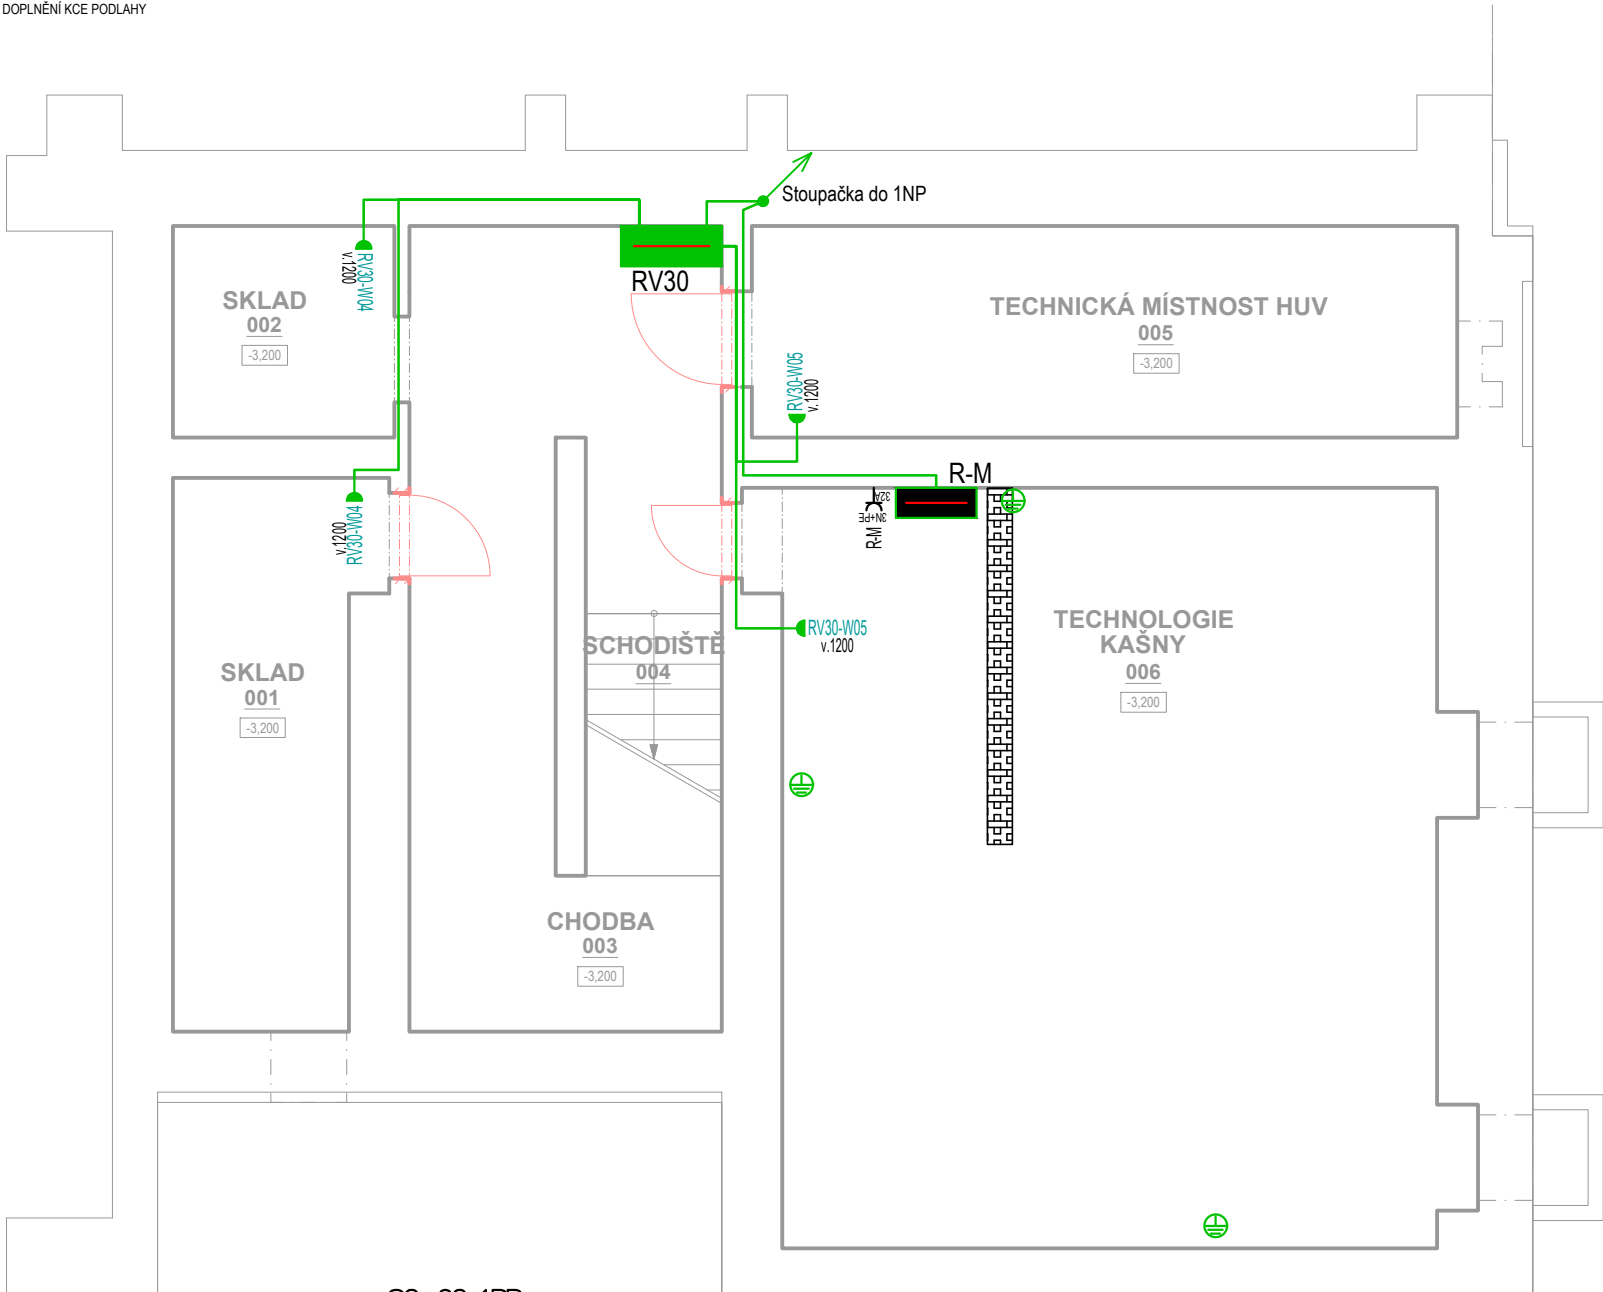 DOPLNĚNÍ KCE PODLAHY
Stoupačka do 1NP
RV30
RV30-W04
v.1200
SKLAD
002
-3,200
TECHNICKÁ MÍSTNOST HUV
005
-3,200
RV30-W05
v.1200
R-M
32A
3N+PE
R-M
v.1200
RV30-W04
RV30-W05
v.1200
TECHNOLOGIE
KAŠNY
006
-3,200
SCHODIŠTĚ
004
SKLAD
001
-3,200
CHODBA
003
-3,200